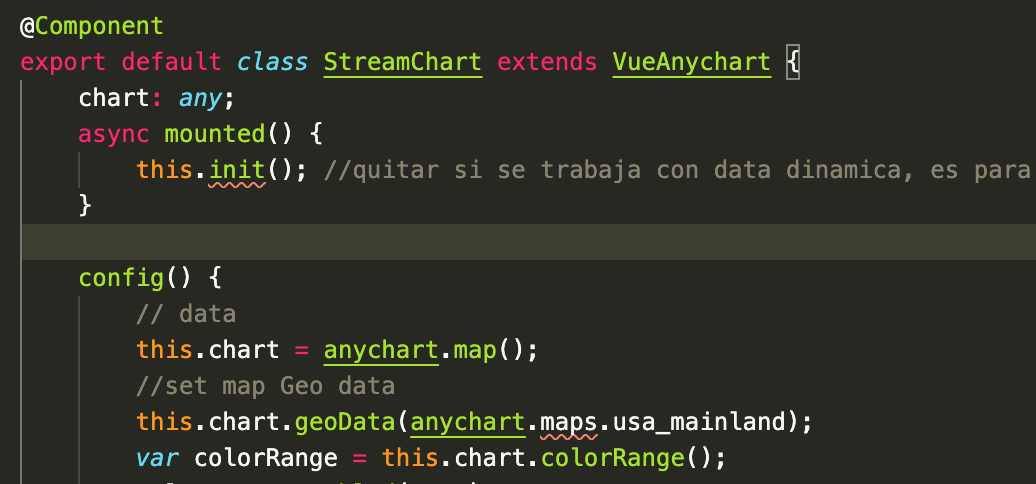 @Component
export default class StreamChart extends VueAnychart {
chart: any;
async mounted() {
this.init(); //quitar si se trabaja con data dinamica, es para
}
config() {
// data
this.chart = anychart.map();
//set map Geo data
this.chart.geoData(anychart.maps.usa_mainland);
var colorRange = this.chart.colorRange();